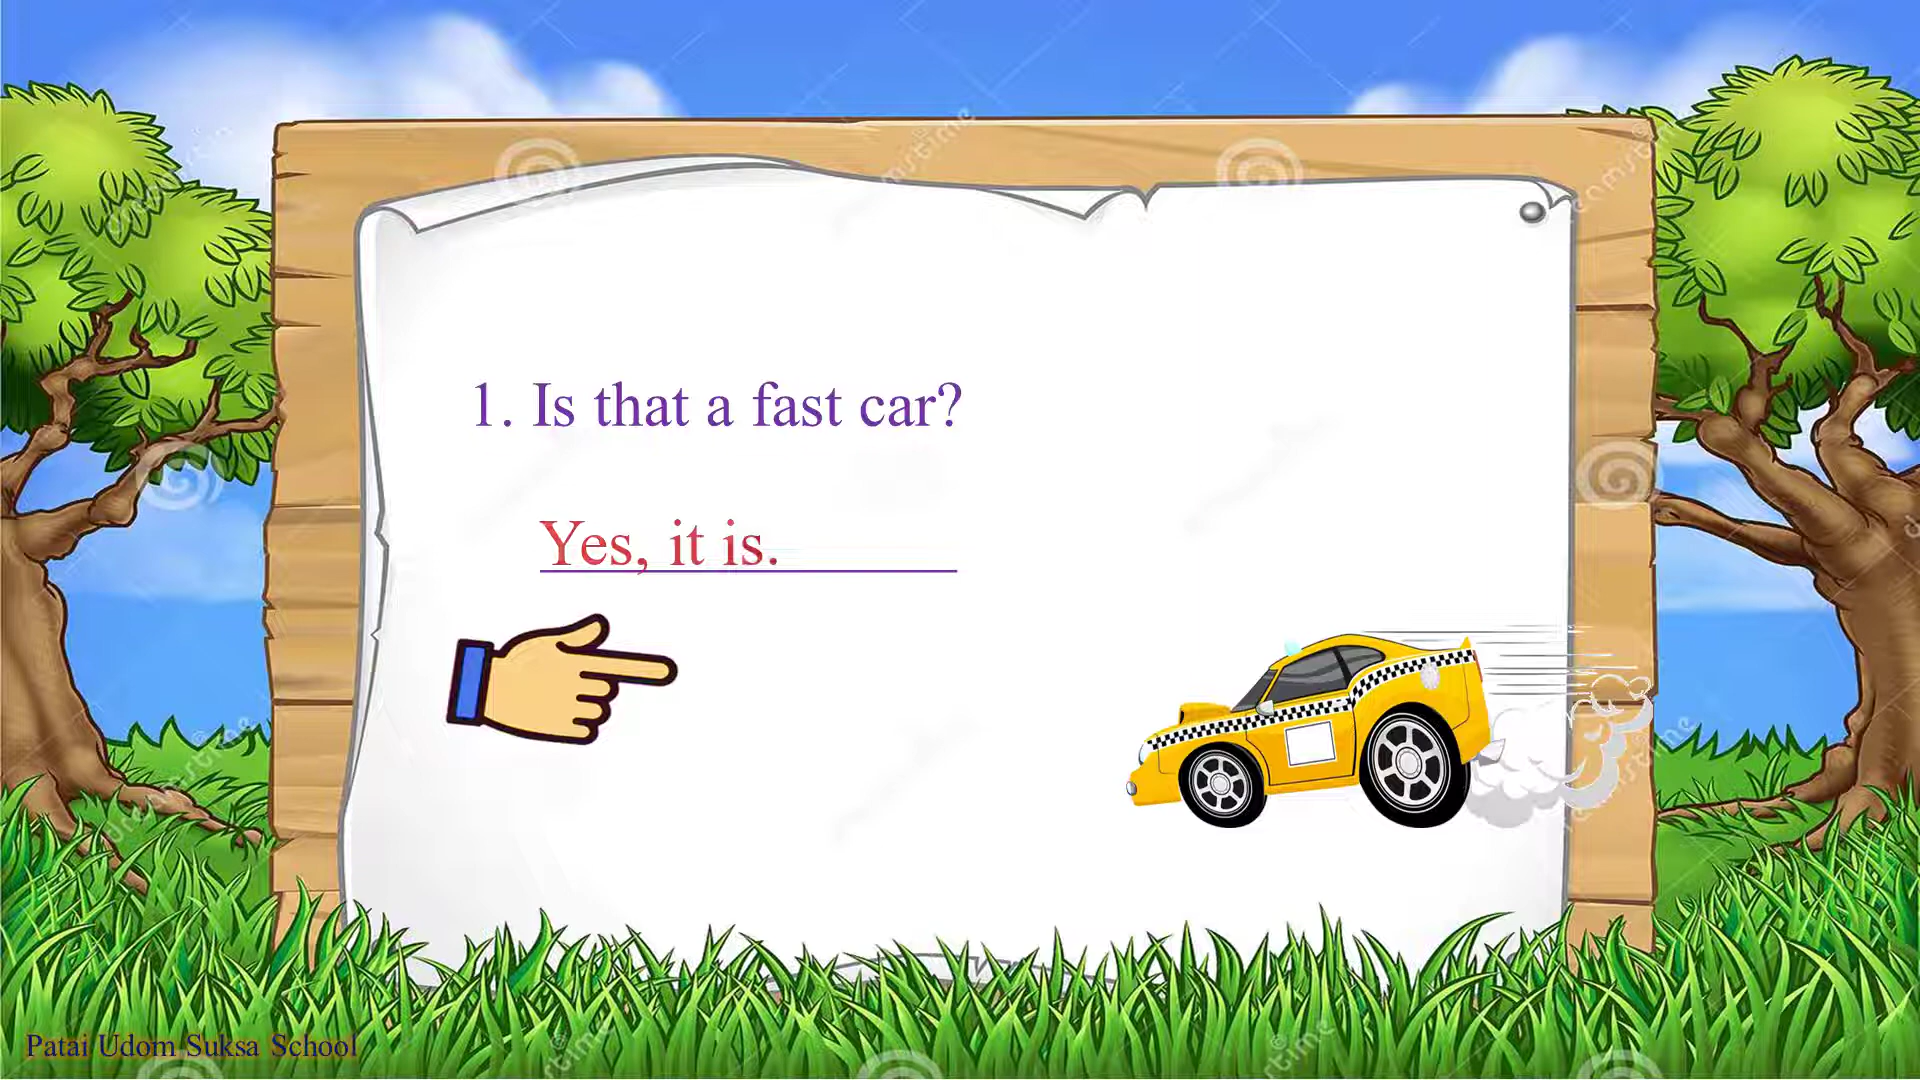 1. Is that a fast car?
Yes, it is.
Patai Udom Suksa School